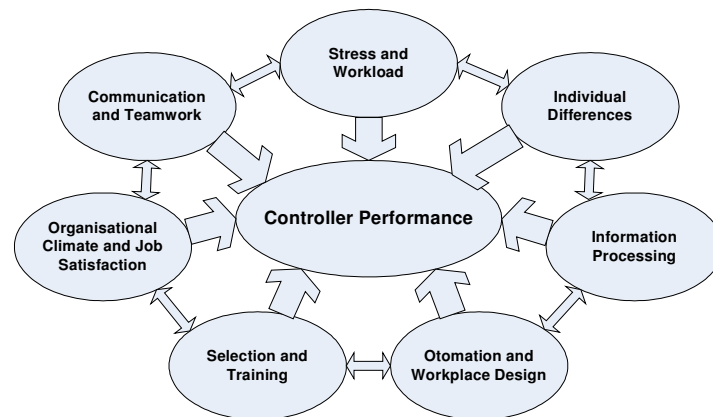 Stress and
Workload
Communication
and Teamwork
Individual
Differences
Controller Performance
Organisational
Climate and Job
Satisfaction
Information
Processing
Selection and
Training
Otomation and
Workplace Design